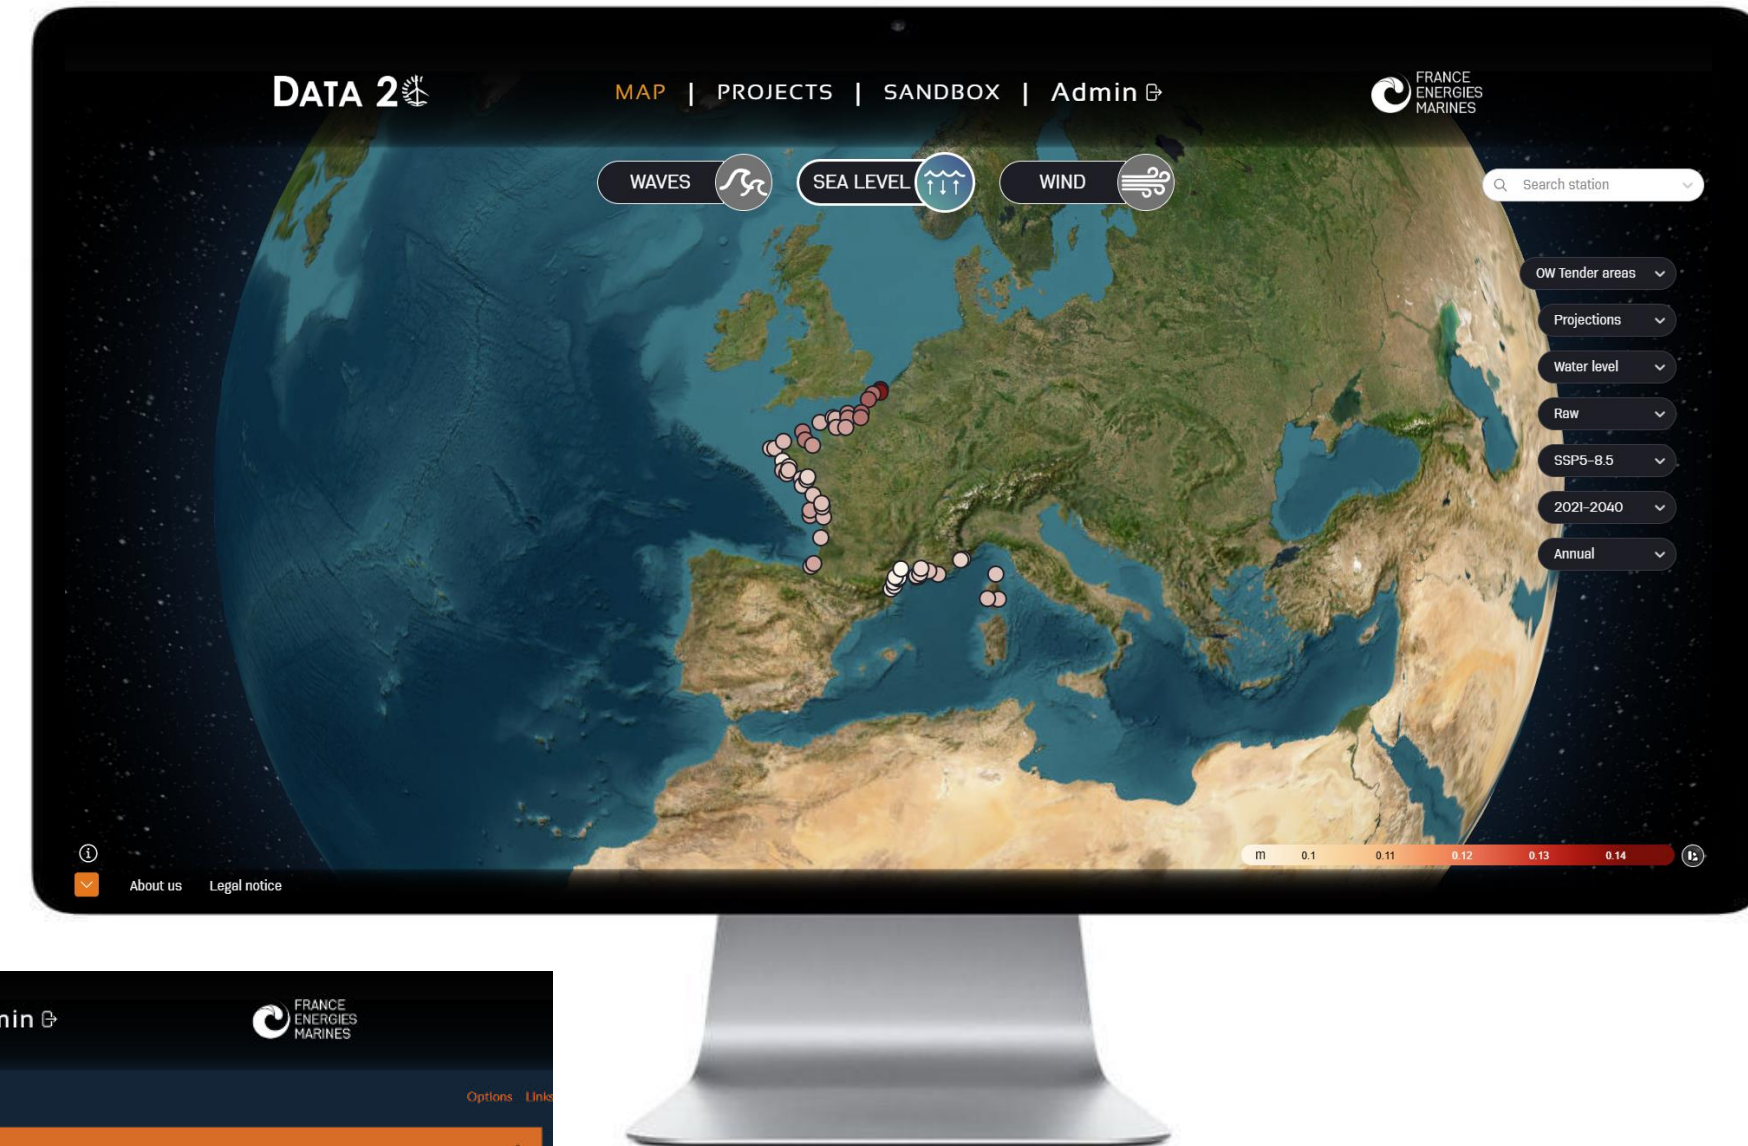 DATA 2
MAP | PROJECTS | SANDBOX | Admin
FRANCE
ENERGIES
MARINES
WAVES
SEA LEVEL
WIND
Search station
OW Tender areas
Projections
Water level
Raw
SSP5-8.5
2021-2040
Annual
m 0.1 0.11 0.12 0.13 0.14
About us Legal notice
min
FRANCE
ENERGIES
MARINES
Options Links